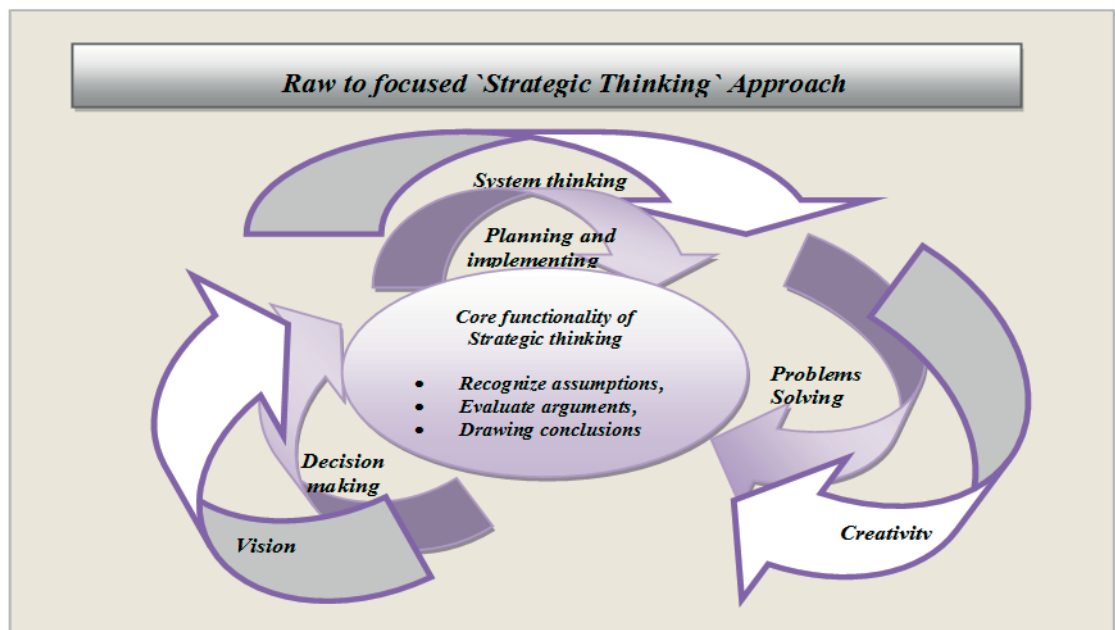 Raw to focused `Strategic Thinking` Approach
System thinking
Planning and
implementing
Core functionality of
Strategic thinking
• Recognize assumptions,
• Evaluate arguments,
• Drawing conclusions
Problems
Solving
Decision
making
Vision
Creativity